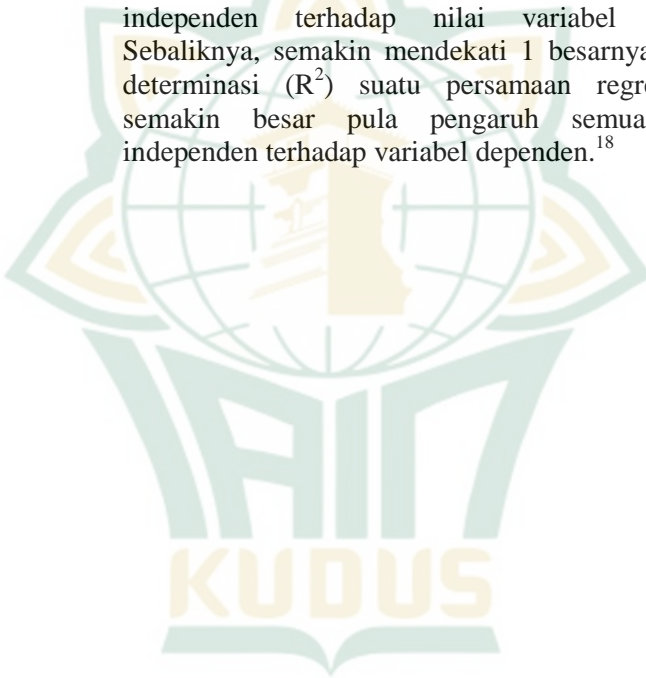 independen terhadap nilai variabel
Sebaliknya, semakin mendekati 1 besarnya
determinasi (R²) suatu persamaan regre
semakin besar pula pengaruh semua
independen terhadap variabel dependen.¹⁸
IAIN
KUDUS